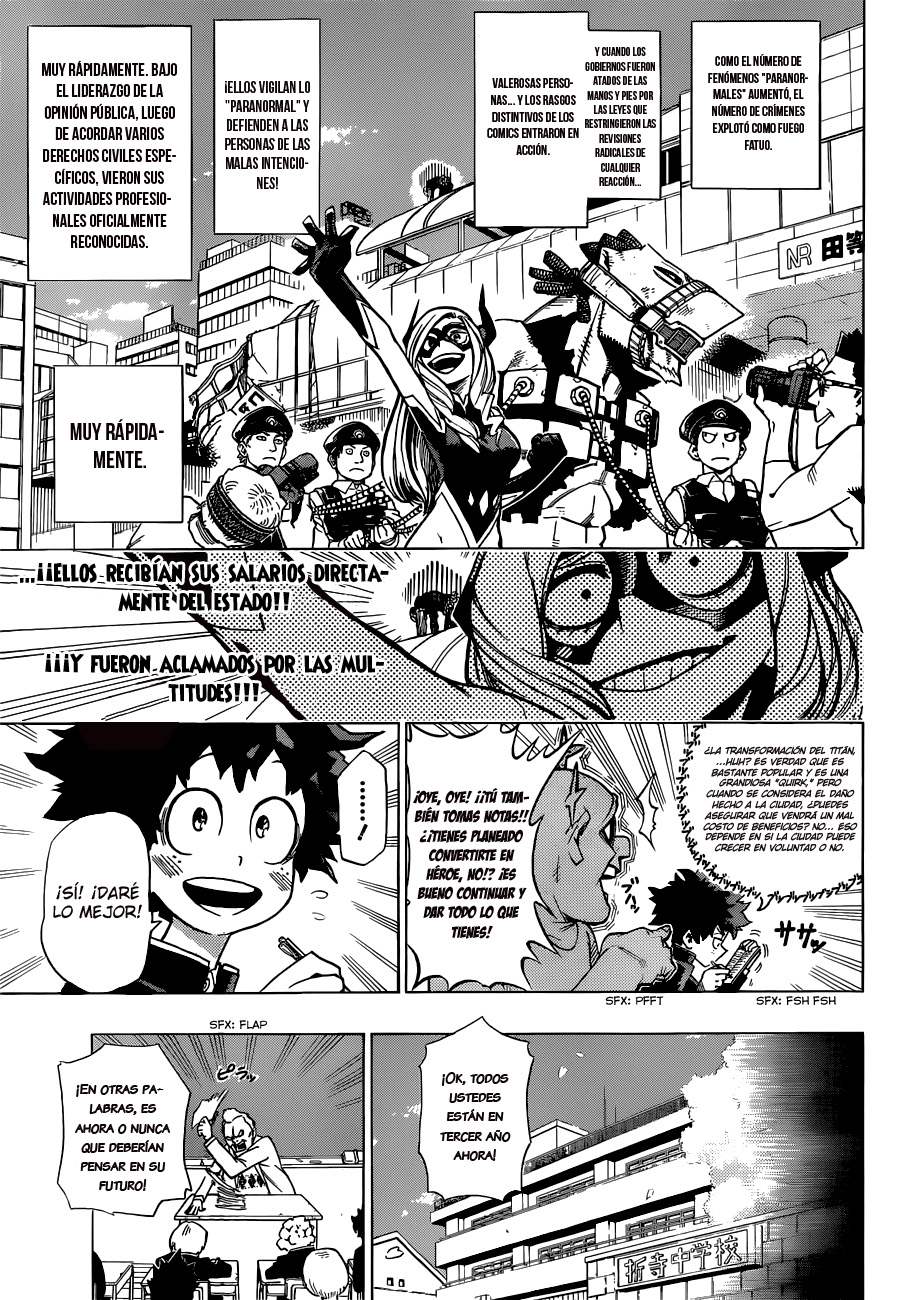 COMO EL NÚMERO DE
FENÓMENOS "PARANOR-
MALES" AUMENTÓ, EL
NÚMERO DE CRÍMENES
EXPLOTÓ COMO FUEGO
FATUO.
Y CUANDO LOS
GOBIERNOS FUERON
ATADOS DE LAS
MANOS Y PIES POR
LAS LEYES QUE
RESTRINGIERON LAS
REVISIONES
RADICALES DE
CUALQUIER
REACCIÓN...
VALEROSAS PERSO-
NAS... Y LOS RASGOS
DISTINTIVOS DE LOS
COMICS ENTRARON EN
ACCIÓN.
¡ELLOS VIGILAN LO
"PARANORMAL" Y
DEFIENDEN A LAS
PERSONAS DE LAS
MALAS INTENCIO-
NES!
MUY RÁPIDAMENTE. BAJO
EL LIDERAZGO DE LA
OPINIÓN PÚBLICA, LUEGO
DE ACORDAR VARIOS
DERECHOS CIVILES ESPE-
CÍFICOS, VIERON SUS
ACTIVIDADES PROFESIO-
NALES OFICIALMENTE
RECONOCIDAS.
NR 田等
MUY RÁPIDA-
MENTE.
...¡¡ELLOS RECIBÍAN SUS SALARIOS DIRECTA-
MENTE DEL ESTADO!!
¡¡¡Y FUERON ACLAMADOS POR LAS MUL-
TITUDES!!!
¿LA TRANSFORMACIÓN DEL TITÁN,
...HUH? ES VERDAD QUE ES
BASTANTE POPULAR Y ES UNA
GRANDIOSA "QUIRK," PERO
CUANDO SE CONSIDERA EL DAÑO
HECHO A LA CIUDAD, ¿PUEDES
ASEGURAR QUE VENDRÁ UN MAL
COSTO DE BENEFICIOS? NO... ESO
DEPENDE EN SI LA CIUDAD PUEDE
CRECER EN VOLUNTAD O NO.
¡OYE, OYE! ¡¡TÚ TAM-
BIÉN TOMAS NOTAS!!
¿¡TIENES PLANEADO
CONVERTIRTE EN
HÉROE, NO!? ¡ES
BUENO CONTINUAR Y
DAR TODO LO QUE
TIENES!
ササッ
SFX: PFFT
SFX: FSH FSH
........!
¡SÍ! ¡DARÉ
LO MEJOR!
¡OK, TODOS
USTEDES
ESTÁN EN
TERCER AÑO
AHORA!
折寺中学校
SFX: FLAP
ピラッ
¡EN OTRAS PA-
LABRAS, ES
AHORA O NUNCA
QUE DEBERÍAN
PENSAR EN SU
FUTURO!